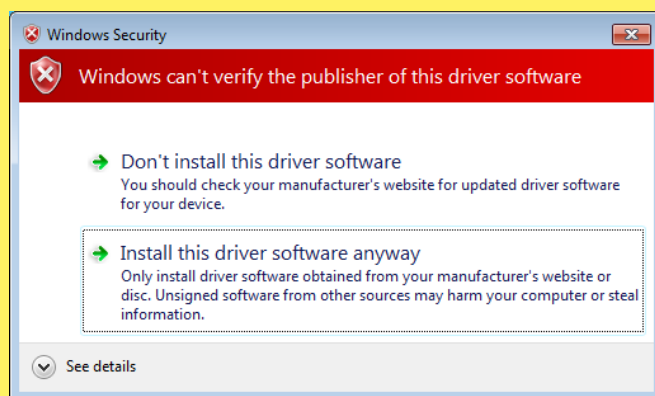 Windows Security
Windows can't verify the publisher of this driver software
Don't install this driver software
You should check your manufacturer's website for updated driver software
for your device.
Install this driver software anyway
Only install driver software obtained from your manufacturer's website or
disc. Unsigned software from other sources may harm your computer or steal
information.
See details